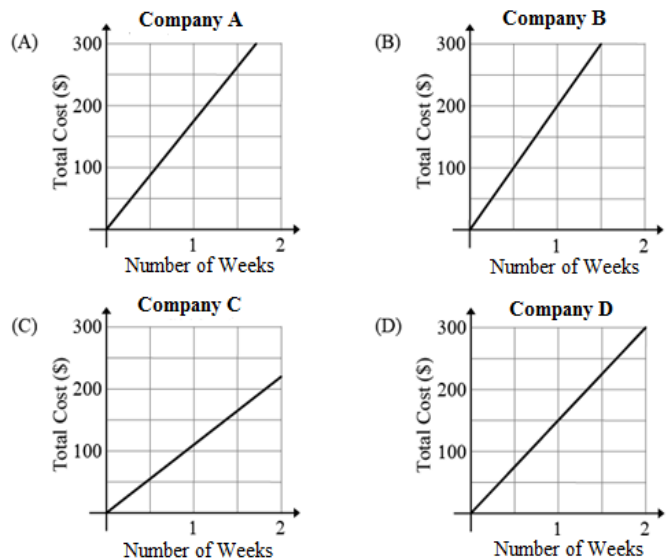 (A)
Company A
300
200
100
Total Cost ($)
1
2
Number of Weeks
(B)
Company B
300
200
100
Total Cost ($)
1
2
Number of Weeks
(C)
Company C
300
200
100
Total Cost ($)
1
2
Number of Weeks
(D)
Company D
300
200
100
Total Cost ($)
1
2
Number of Weeks